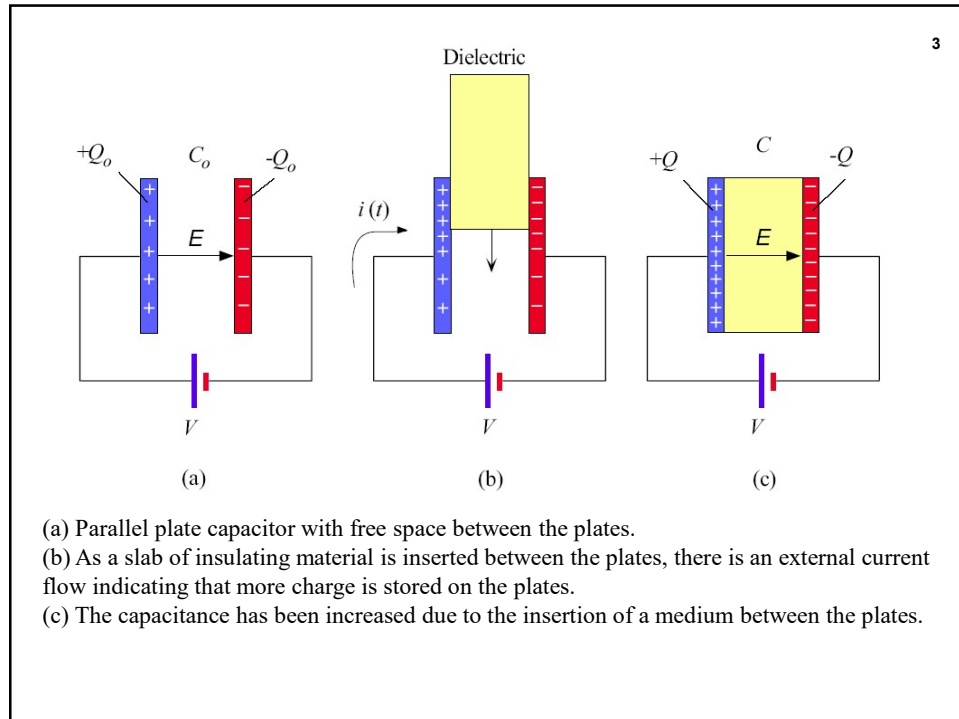 3
Dielectric
+Qo Co -Qo
i (t)
+Q C -Q
E
E
V
V
V
(a)
(b)
(c)
(a) Parallel plate capacitor with free space between the plates.
(b) As a slab of insulating material is inserted between the plates, there is an external current
flow indicating that more charge is stored on the plates.
(c) The capacitance has been increased due to the insertion of a medium between the plates.